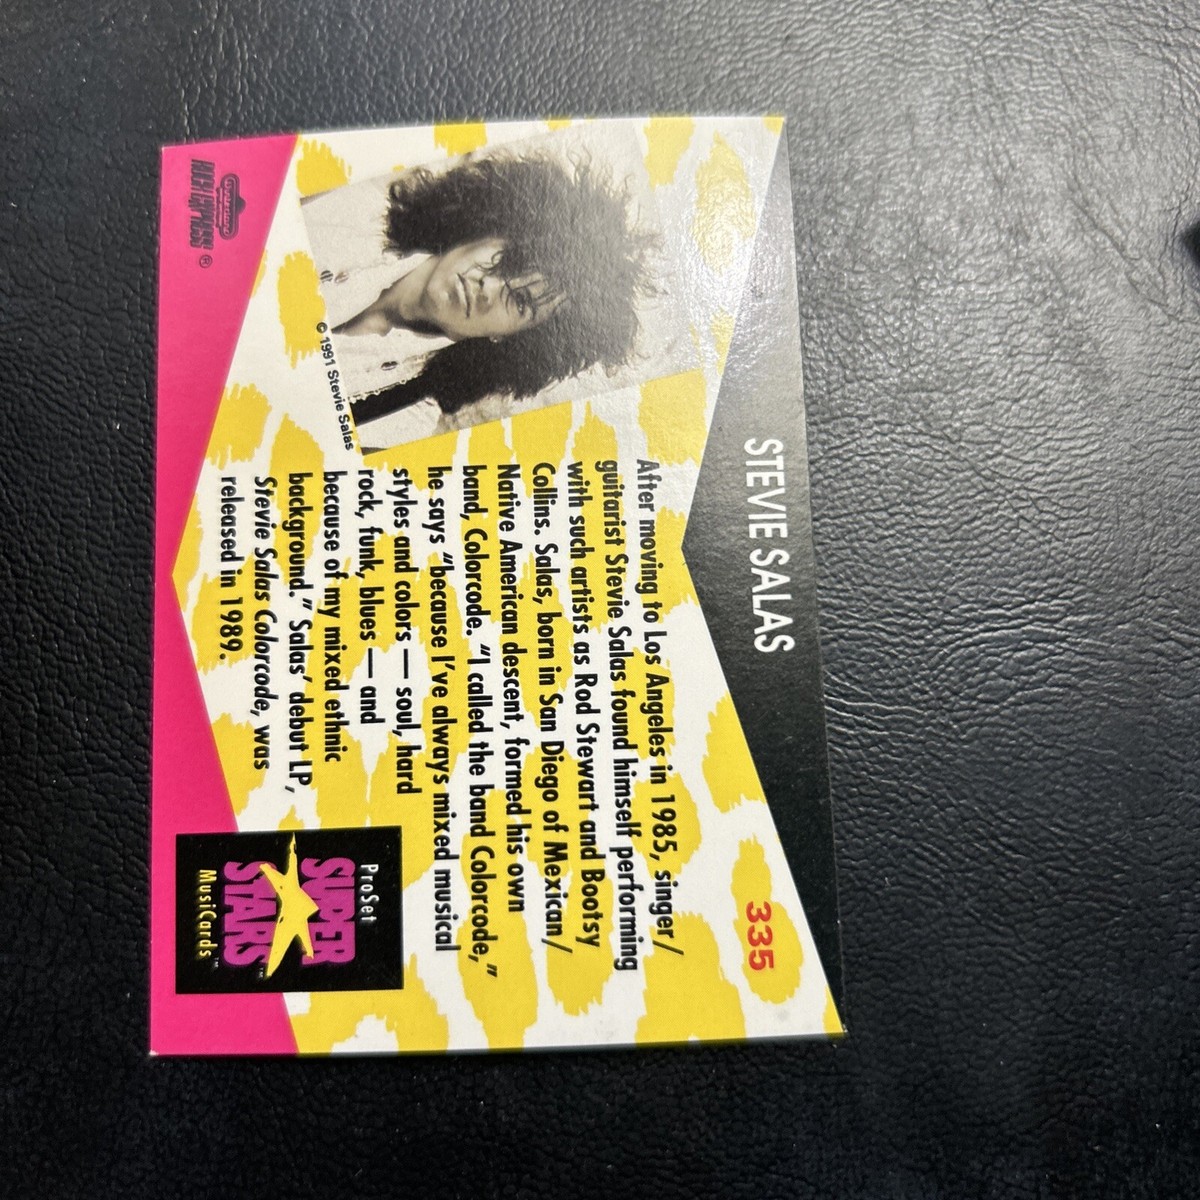 STEVIE SALAS
335
After moving to Los Angeles in 1985, singer/
guitarist Stevie Salas found himself performing
with such artists as Rod Stewart and Bootsy
Collins. Salas, born in San Diego of Mexican/
Native American descent, formed his own
band, Colorcode. “I called the band Colorcode,”
he says “because I’ve always mixed musical
styles and colors — soul, hard
rock, funk, blues — and
because of my mixed ethnic
background.” Salas’ debut LP,
Stevie Salas Colorcode, was
released in 1989.
© 1991 Stevie Salas
ProSet
SUPER
STARS™
MusiCards™
®